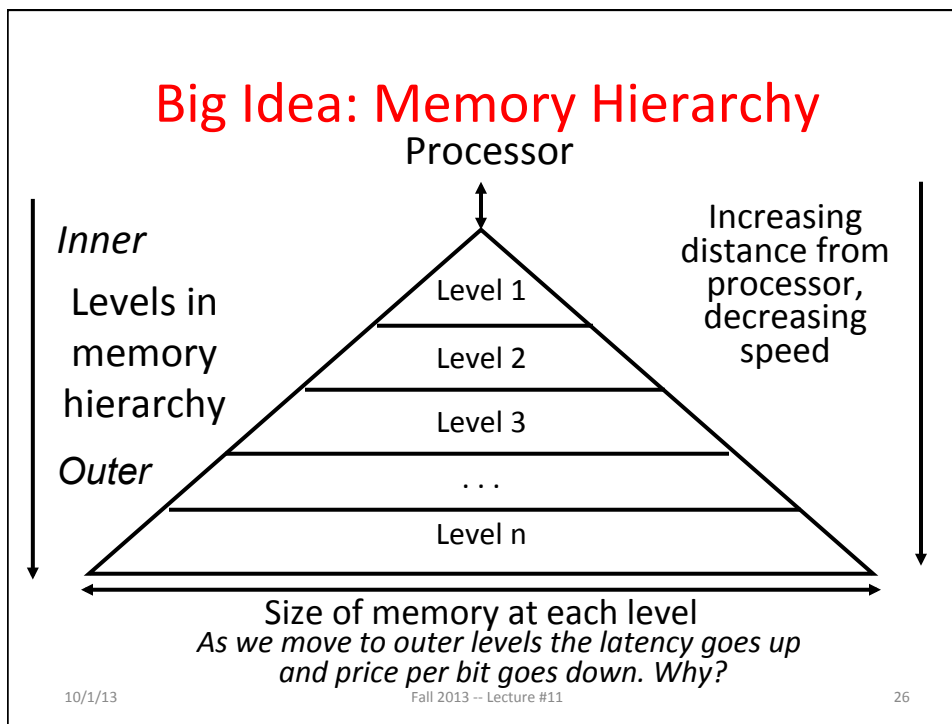 Big Idea: Memory Hierarchy
Processor
Inner
Levels in
memory
hierarchy
Outer
Increasing
distance from
processor,
decreasing
speed
Level 1
Level 2
Level 3
. . .
Level n
Size of memory at each level
As we move to outer levels the latency goes up
and price per bit goes down. Why?
10/1/13
Fall 2013 -- Lecture #11
26